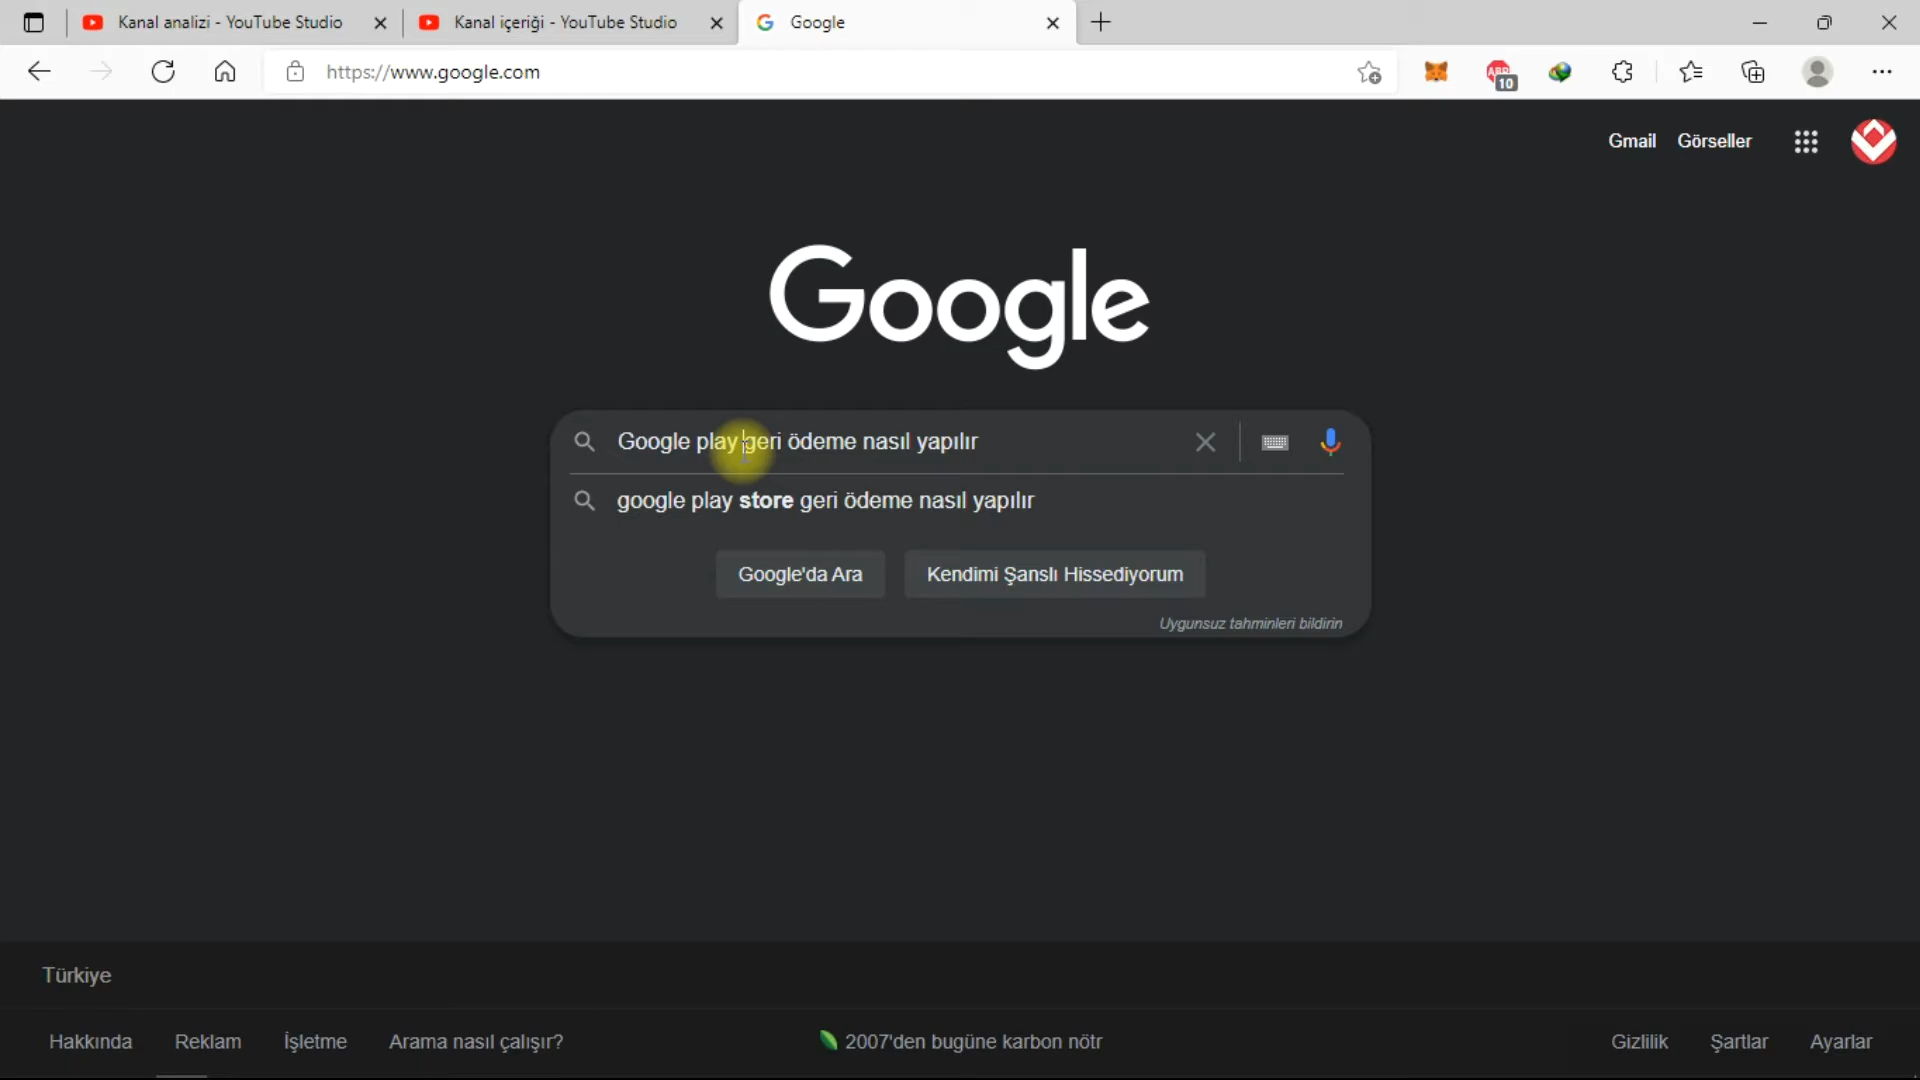 Kanal analizi - YouTube Studio
Kanal içeriği - YouTube Studio
Google
https://www.google.com
ABP
10
Gmail
Görseller
Google
Google play geri ödeme nasıl yapılır
google play store geri ödeme nasıl yapılır
Google'da Ara
Kendimi Şanslı Hissediyorum
Uygunsuz tahminleri bildirin
Türkiye
Hakkında
Reklam
İşletme
Arama nasıl çalışır?
2007'den bugüne karbon nötr
Gizlilik
Şartlar
Ayarlar